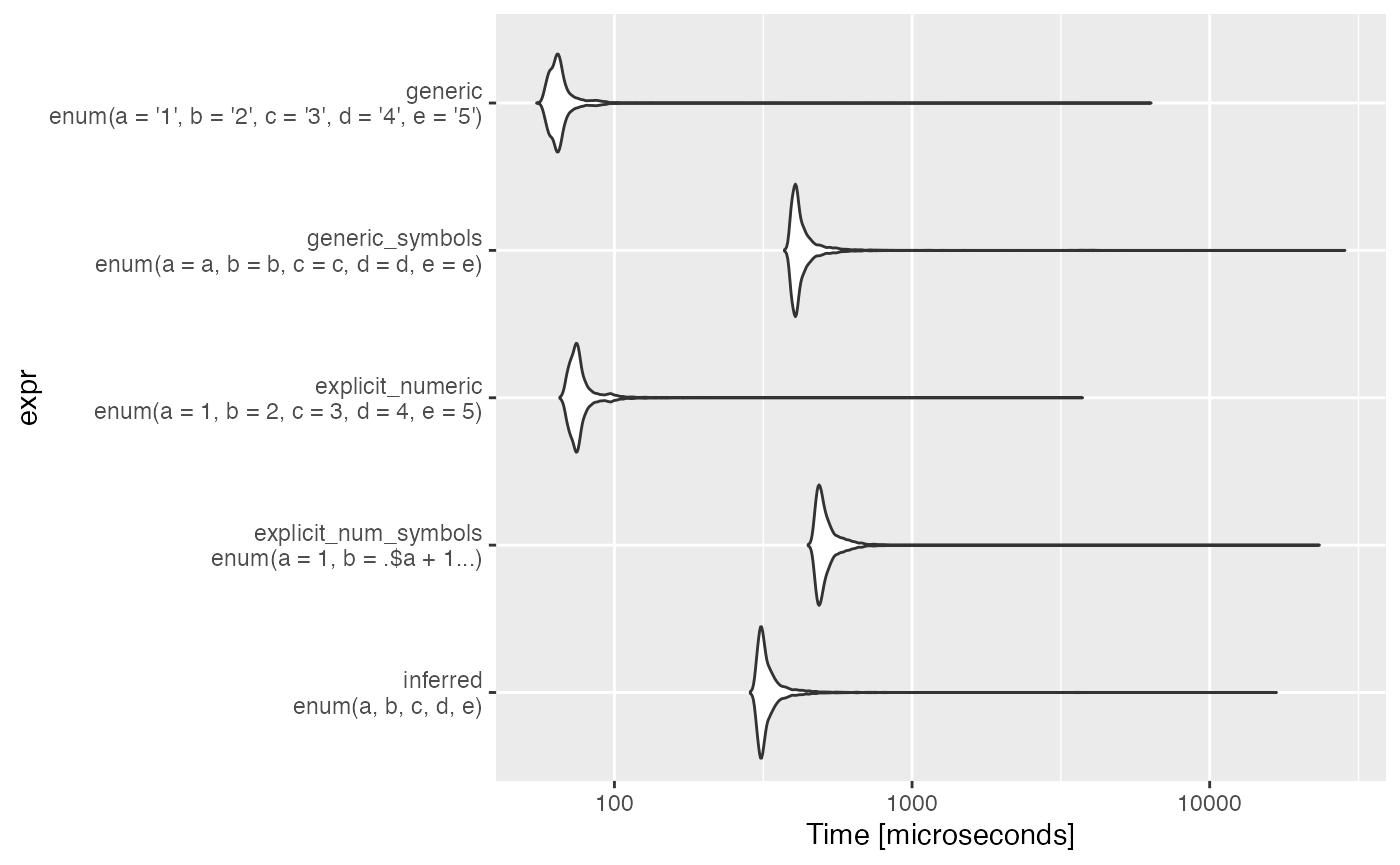 generic
enum(a = '1', b = '2', c = '3', d = '4', e = '5')
generic_symbols
enum(a = a, b = b, c = c, d = d, e = e)
explicit_numeric
enum(a = 1, b = 2, c = 3, d = 4, e = 5)
explicit_num_symbols
enum(a = 1, b = .$a + 1...)
inferred
enum(a, b, c, d, e)
expr
100 1000 10000
Time [microseconds]